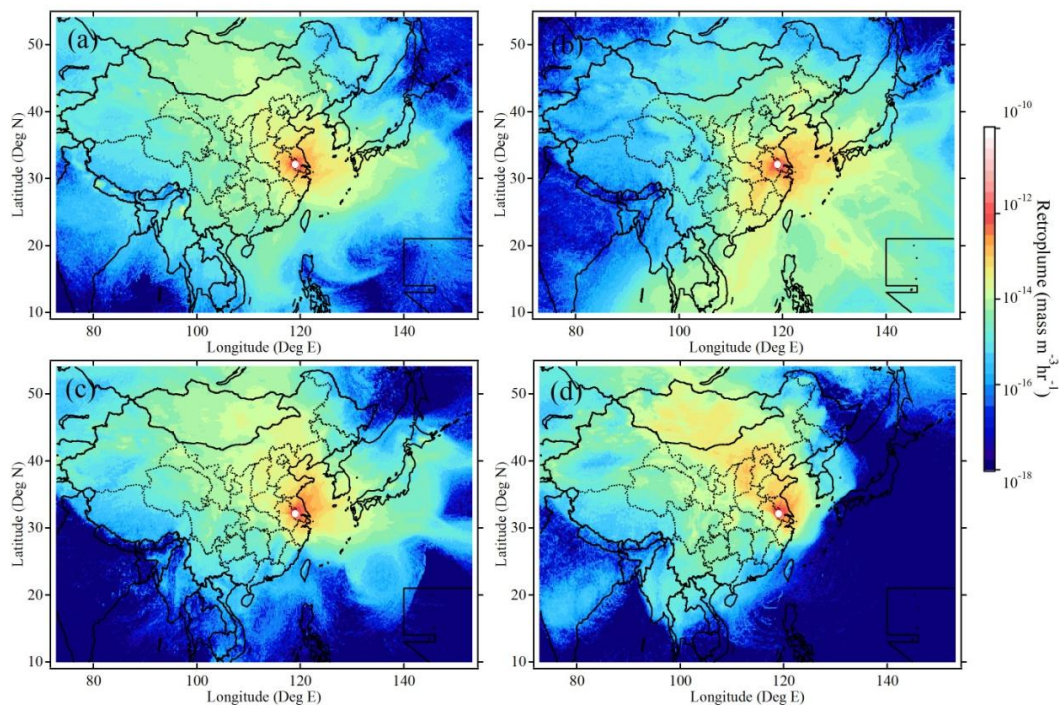 (a)
50
40
30
20
10
Latitude (Deg N)
80 100 120 140
Longitude (Deg E)
(b)
50
40
30
20
10
Latitude (Deg N)
80 100 120 140
Longitude (Deg E)
(c)
50
40
30
20
10
Latitude (Deg N)
80 100 120 140
Longitude (Deg E)
(d)
50
40
30
20
10
Latitude (Deg N)
80 100 120 140
Longitude (Deg E)
10⁻¹⁰
10⁻¹²
10⁻¹⁴
10⁻¹⁶
10⁻¹⁸
Retroplume (mass m⁻³hr⁻¹)